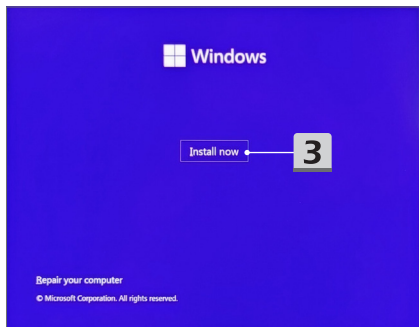 Windows
Install now
3
Repair your computer
© Microsoft Corporation. All rights reserved.